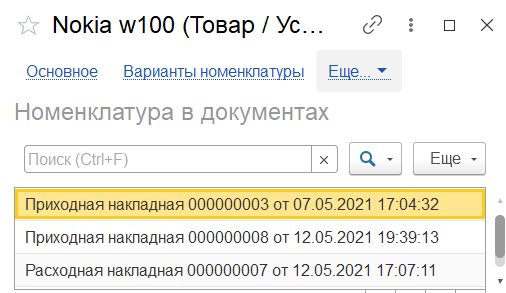 Nokia w100 (Товар / Ус...
Основное Варианты номенклатуры Еще...
Номенклатура в документах
Поиск (Ctrl+F) × Еще
Приходная накладная 000000003 от 07.05.2021 17:04:32
Приходная накладная 000000008 от 12.05.2021 19:39:13
Расходная накладная 000000007 от 12.05.2021 17:07:11